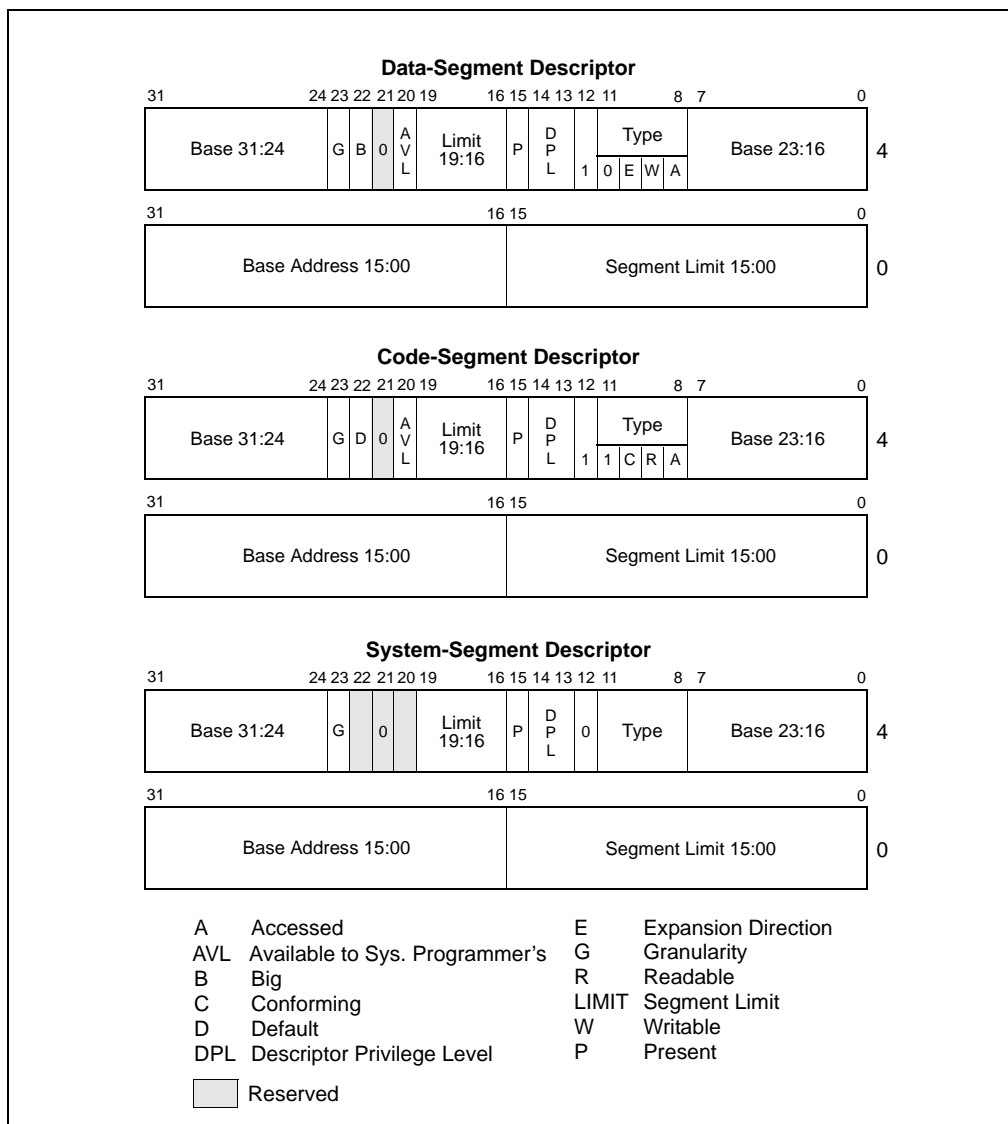 Data-Segment Descriptor
31 24 23 22 21 20 19 16 15 14 13 12 11 8 7 0
Base 31:24 G B 0 AVL Limit 19:16 P DPL 1 Type 0 E W A Base 23:16 4
31 16 15 0
Base Address 15:00 Segment Limit 15:00 0
Code-Segment Descriptor
31 24 23 22 21 20 19 16 15 14 13 12 11 8 7 0
Base 31:24 G D 0 AVL Limit 19:16 P DPL 1 Type 1 C R A Base 23:16 4
31 16 15 0
Base Address 15:00 Segment Limit 15:00 0
System-Segment Descriptor
31 24 23 22 21 20 19 16 15 14 13 12 11 8 7 0
Base 31:24 G 0 Limit 19:16 P DPL 0 Type Base 23:16 4
31 16 15 0
Base Address 15:00 Segment Limit 15:00 0
A Accessed
AVL Available to Sys. Programmer’s
B Big
C Conforming
D Default
DPL Descriptor Privilege Level
E Expansion Direction
G Granularity
R Readable
LIMIT Segment Limit
W Writable
P Present
Reserved